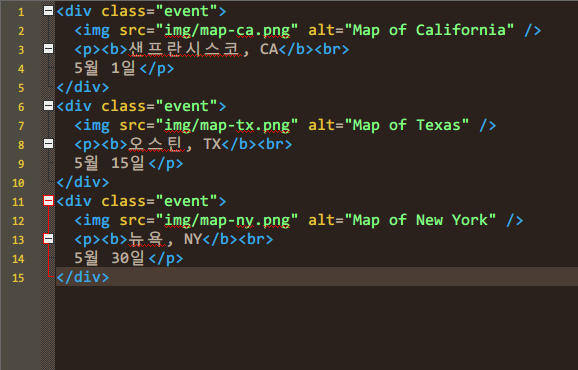 1 <div class="event">
2   <img src="img/map-ca.png" alt="Map of California" />
3   <p><b>샌프란시스코, CA</b><br>
4   5월 1일</p>
5 </div>
6 <div class="event">
7   <img src="img/map-tx.png" alt="Map of Texas" />
8   <p><b>오스틴, TX</b><br>
9   5월 15일</p>
10 </div>
11 <div class="event">
12   <img src="img/map-ny.png" alt="Map of New York" />
13   <p><b>뉴욕, NY</b><br>
14   5월 30일</p>
15 </div>